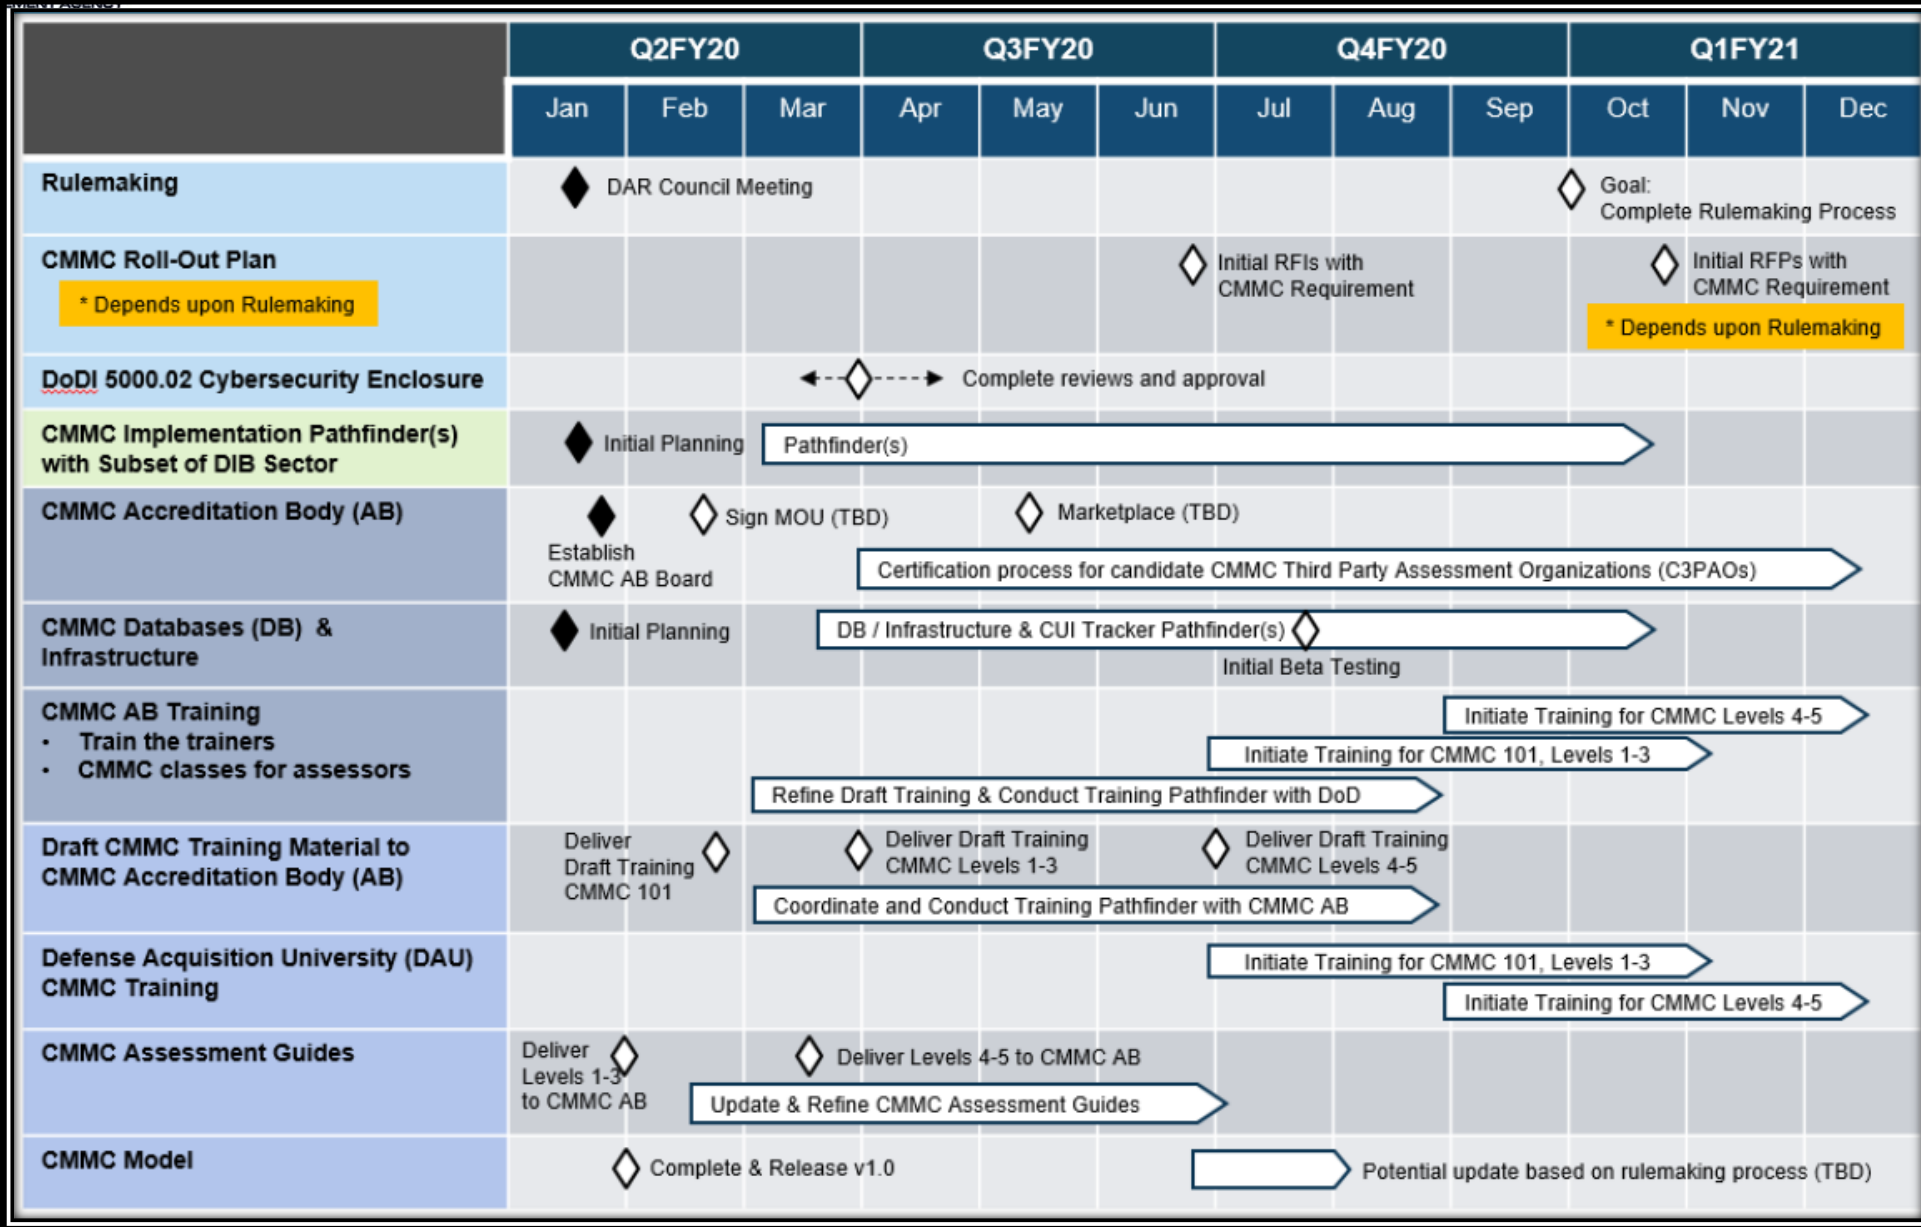 MENT AGENCY
Q2FY20 Q3FY20 Q4FY20 Q1FY21
Jan Feb Mar Apr May Jun Jul Aug Sep Oct Nov Dec
Rulemaking
DAR Council Meeting
Goal:
Complete Rulemaking Process
CMMC Roll-Out Plan
* Depends upon Rulemaking
Initial RFIs with
CMMC Requirement
Initial RFPs with
CMMC Requirement
* Depends upon Rulemaking
DoDI 5000.02 Cybersecurity Enclosure
Complete reviews and approval
CMMC Implementation Pathfinder(s)
with Subset of DIB Sector
Initial Planning
Pathfinder(s)
CMMC Accreditation Body (AB)
Establish
CMMC AB Board
Sign MOU (TBD)
Marketplace (TBD)
Certification process for candidate CMMC Third Party Assessment Organizations (C3PAOs)
CMMC Databases (DB) &
Infrastructure
Initial Planning
DB / Infrastructure & CUI Tracker Pathfinder(s)
Initial Beta Testing
CMMC AB Training
• Train the trainers
• CMMC classes for assessors
Initiate Training for CMMC Levels 4-5
Initiate Training for CMMC 101, Levels 1-3
Refine Draft Training & Conduct Training Pathfinder with DoD
Draft CMMC Training Material to
CMMC Accreditation Body (AB)
Deliver
Draft Training
CMMC 101
Deliver Draft Training
CMMC Levels 1-3
Deliver Draft Training
CMMC Levels 4-5
Coordinate and Conduct Training Pathfinder with CMMC AB
Defense Acquisition University (DAU)
CMMC Training
Initiate Training for CMMC 101, Levels 1-3
Initiate Training for CMMC Levels 4-5
CMMC Assessment Guides
Deliver
Levels 1-3
to CMMC AB
Deliver Levels 4-5 to CMMC AB
Update & Refine CMMC Assessment Guides
CMMC Model
Complete & Release v1.0
Potential update based on rulemaking process (TBD)